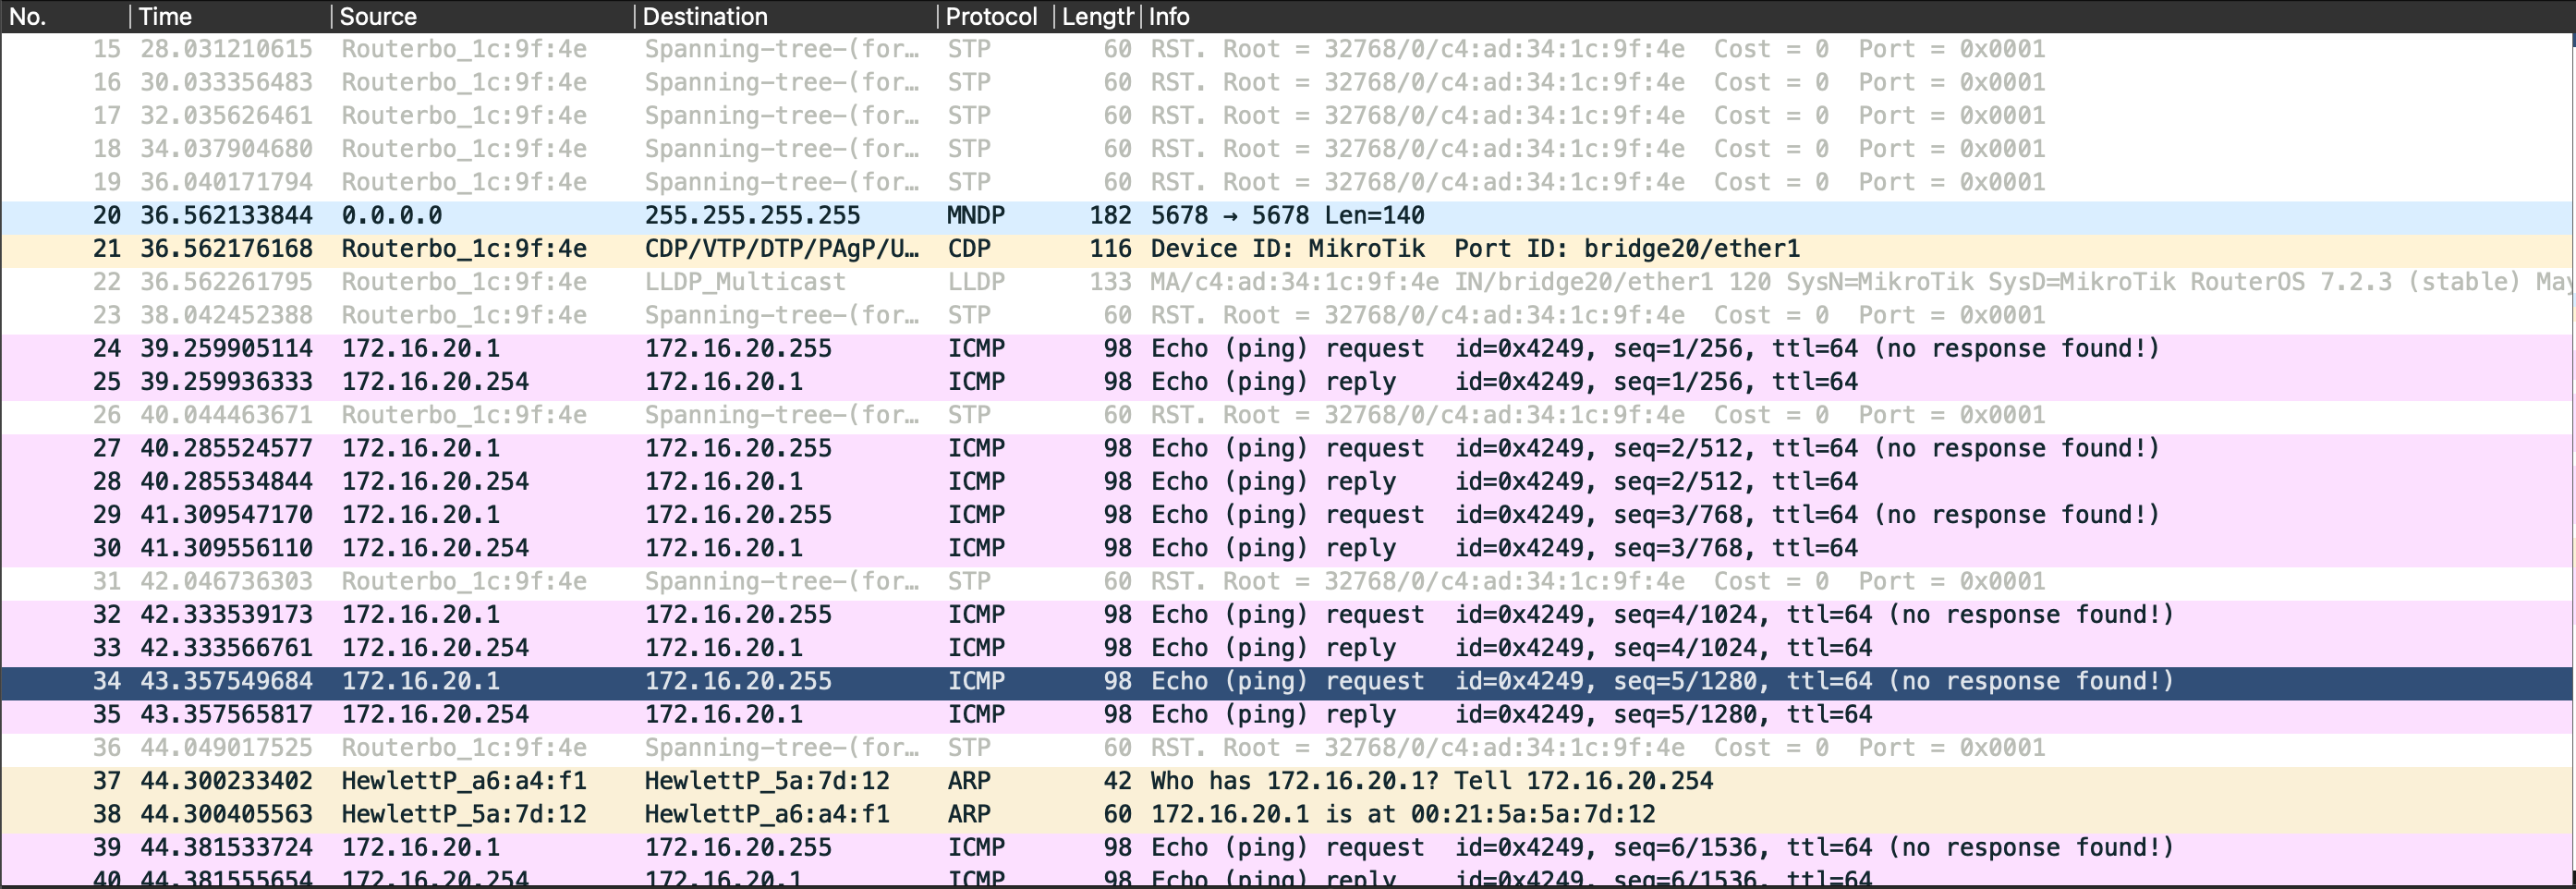 No. Time Source Destination Protocol Length Info
15 28.031210615 Routerbo_1c:9f:4e Spanning-tree-(for… STP 60 RST. Root = 32768/0/c4:ad:34:1c:9f:4e Cost = 0 Port = 0x0001
16 30.033356483 Routerbo_1c:9f:4e Spanning-tree-(for… STP 60 RST. Root = 32768/0/c4:ad:34:1c:9f:4e Cost = 0 Port = 0x0001
17 32.035626461 Routerbo_1c:9f:4e Spanning-tree-(for… STP 60 RST. Root = 32768/0/c4:ad:34:1c:9f:4e Cost = 0 Port = 0x0001
18 34.037904680 Routerbo_1c:9f:4e Spanning-tree-(for… STP 60 RST. Root = 32768/0/c4:ad:34:1c:9f:4e Cost = 0 Port = 0x0001
19 36.040171794 Routerbo_1c:9f:4e Spanning-tree-(for… STP 60 RST. Root = 32768/0/c4:ad:34:1c:9f:4e Cost = 0 Port = 0x0001
20 36.562133844 0.0.0.0 255.255.255.255 MNDP 182 5678 → 5678 Len=140
21 36.562176168 Routerbo_1c:9f:4e CDP/VTP/DTP/PAgP/U… CDP 116 Device ID: MikroTik Port ID: bridge20/ether1
22 36.562261795 Routerbo_1c:9f:4e LLDP_Multicast LLDP 133 MA/c4:ad:34:1c:9f:4e IN/bridge20/ether1 120 SysN=MikroTik SysD=MikroTik RouterOS 7.2.3 (stable) May
23 38.042452388 Routerbo_1c:9f:4e Spanning-tree-(for… STP 60 RST. Root = 32768/0/c4:ad:34:1c:9f:4e Cost = 0 Port = 0x0001
24 39.259905114 172.16.20.1 172.16.20.255 ICMP 98 Echo (ping) request id=0x4249, seq=1/256, ttl=64 (no response found!)
25 39.259936333 172.16.20.254 172.16.20.1 ICMP 98 Echo (ping) reply id=0x4249, seq=1/256, ttl=64
26 40.044463671 Routerbo_1c:9f:4e Spanning-tree-(for… STP 60 RST. Root = 32768/0/c4:ad:34:1c:9f:4e Cost = 0 Port = 0x0001
27 40.285524577 172.16.20.1 172.16.20.255 ICMP 98 Echo (ping) request id=0x4249, seq=2/512, ttl=64 (no response found!)
28 40.285534844 172.16.20.254 172.16.20.1 ICMP 98 Echo (ping) reply id=0x4249, seq=2/512, ttl=64
29 41.309547170 172.16.20.1 172.16.20.255 ICMP 98 Echo (ping) request id=0x4249, seq=3/768, ttl=64 (no response found!)
30 41.309556110 172.16.20.254 172.16.20.1 ICMP 98 Echo (ping) reply id=0x4249, seq=3/768, ttl=64
31 42.046736303 Routerbo_1c:9f:4e Spanning-tree-(for… STP 60 RST. Root = 32768/0/c4:ad:34:1c:9f:4e Cost = 0 Port = 0x0001
32 42.333539173 172.16.20.1 172.16.20.255 ICMP 98 Echo (ping) request id=0x4249, seq=4/1024, ttl=64 (no response found!)
33 42.333566761 172.16.20.254 172.16.20.1 ICMP 98 Echo (ping) reply id=0x4249, seq=4/1024, ttl=64
34 43.357549684 172.16.20.1 172.16.20.255 ICMP 98 Echo (ping) request id=0x4249, seq=5/1280, ttl=64 (no response found!)
35 43.357565817 172.16.20.254 172.16.20.1 ICMP 98 Echo (ping) reply id=0x4249, seq=5/1280, ttl=64
36 44.049017525 Routerbo_1c:9f:4e Spanning-tree-(for… STP 60 RST. Root = 32768/0/c4:ad:34:1c:9f:4e Cost = 0 Port = 0x0001
37 44.300233402 HewlettP_a6:a4:f1 HewlettP_5a:7d:12 ARP 42 Who has 172.16.20.1? Tell 172.16.20.254
38 44.300405563 HewlettP_5a:7d:12 HewlettP_a6:a4:f1 ARP 60 172.16.20.1 is at 00:21:5a:5a:7d:12
39 44.381533724 172.16.20.1 172.16.20.255 ICMP 98 Echo (ping) request id=0x4249, seq=6/1536, ttl=64 (no response found!)
40 44.381555654 172.16.20.254 172.16.20.1 ICMP 98 Echo (ping) reply id=0x4249, seq=6/1536, ttl=64